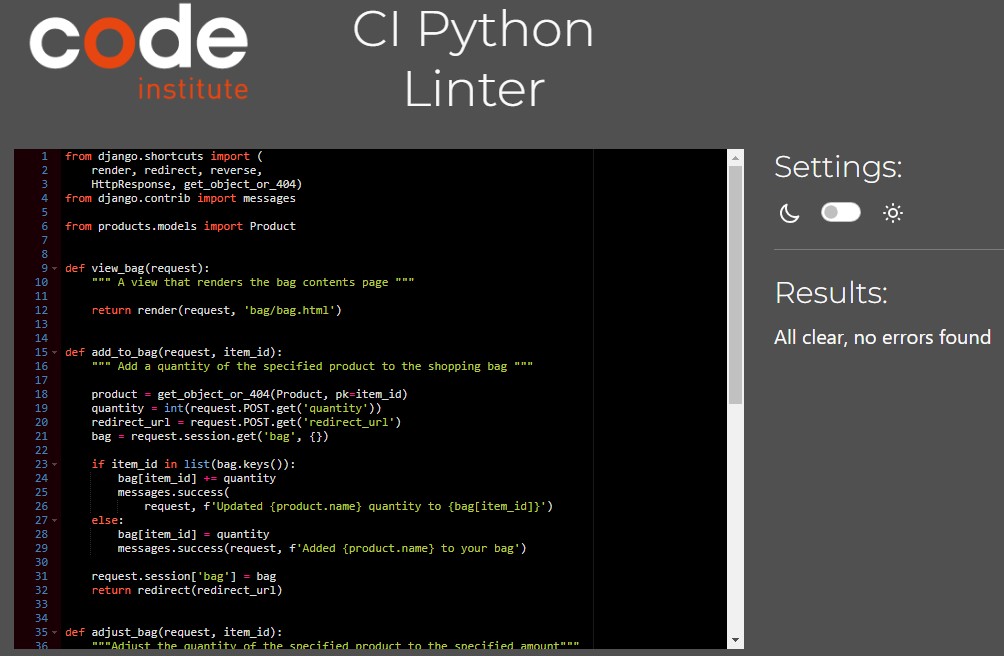 code
institute
CI Python
Linter
1 from django.shortcuts import (
2     render, redirect, reverse,
3     HttpResponse, get_object_or_404)
4 from django.contrib import messages
5
6 from products.models import Product
7
8
9 def view_bag(request):
10     """ A view that renders the bag contents page """
11
12     return render(request, 'bag/bag.html')
13
14
15 def add_to_bag(request, item_id):
16     """ Add a quantity of the specified product to the shopping bag """
17
18     product = get_object_or_404(Product, pk=item_id)
19     quantity = int(request.POST.get('quantity'))
20     redirect_url = request.POST.get('redirect_url')
21     bag = request.session.get('bag', {})
22
23     if item_id in list(bag.keys()):
24         bag[item_id] += quantity
25         messages.success(
26             request, f'Updated {product.name} quantity to {bag[item_id]}')
27     else:
28         bag[item_id] = quantity
29         messages.success(request, f'Added {product.name} to your bag')
30
31     request.session['bag'] = bag
32     return redirect(redirect_url)
33
34
35 def adjust_bag(request, item_id):
36     """Adjust the quantity of the specified product to the specified amount"""
Settings:
Results:
All clear, no errors found